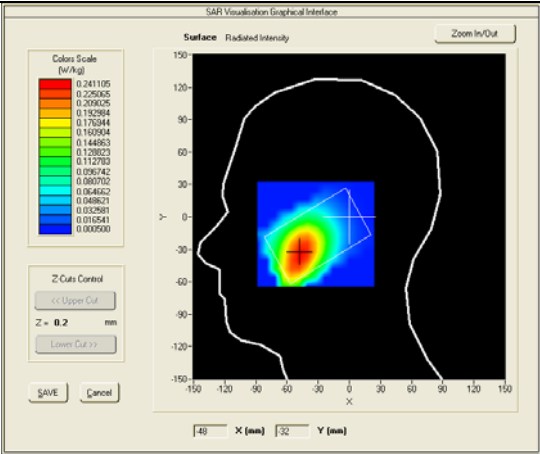 SAR Visualisation Graphical Interface
Surface Radiated Intensity
Zoom In/Out
Colors Scale
(W/kg)
0.241105
0.225065
0.209025
0.192984
0.176944
0.160904
0.144863
0.128823
0.112783
0.096742
0.080702
0.064662
0.048621
0.032581
0.016541
0.000500
150
120
90
60
30
0
-30
-60
-90
-120
-150
Y
-150 -120 -90 -60 -30 0 30 60 90 120 150
X
Z-Cuts Control
<< Upper Cut
Z = 0.2 mm
Lower Cut >>
SAVE Cancel
-48 X (mm) -32 Y (mm)